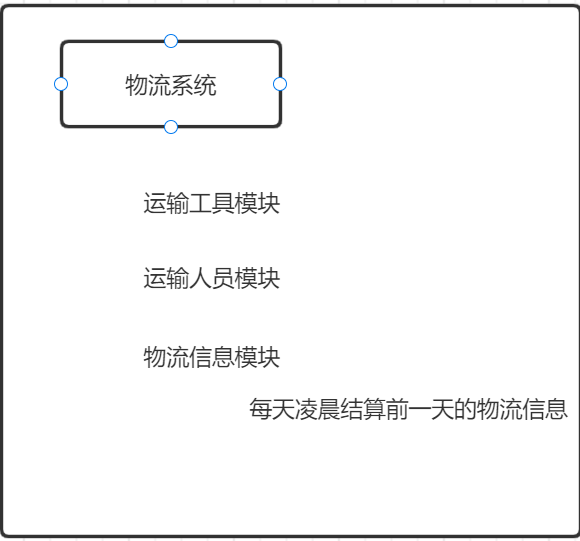 物流系统
运输工具模块
运输人员模块
物流信息模块
每天凌晨结算前一天的物流信息